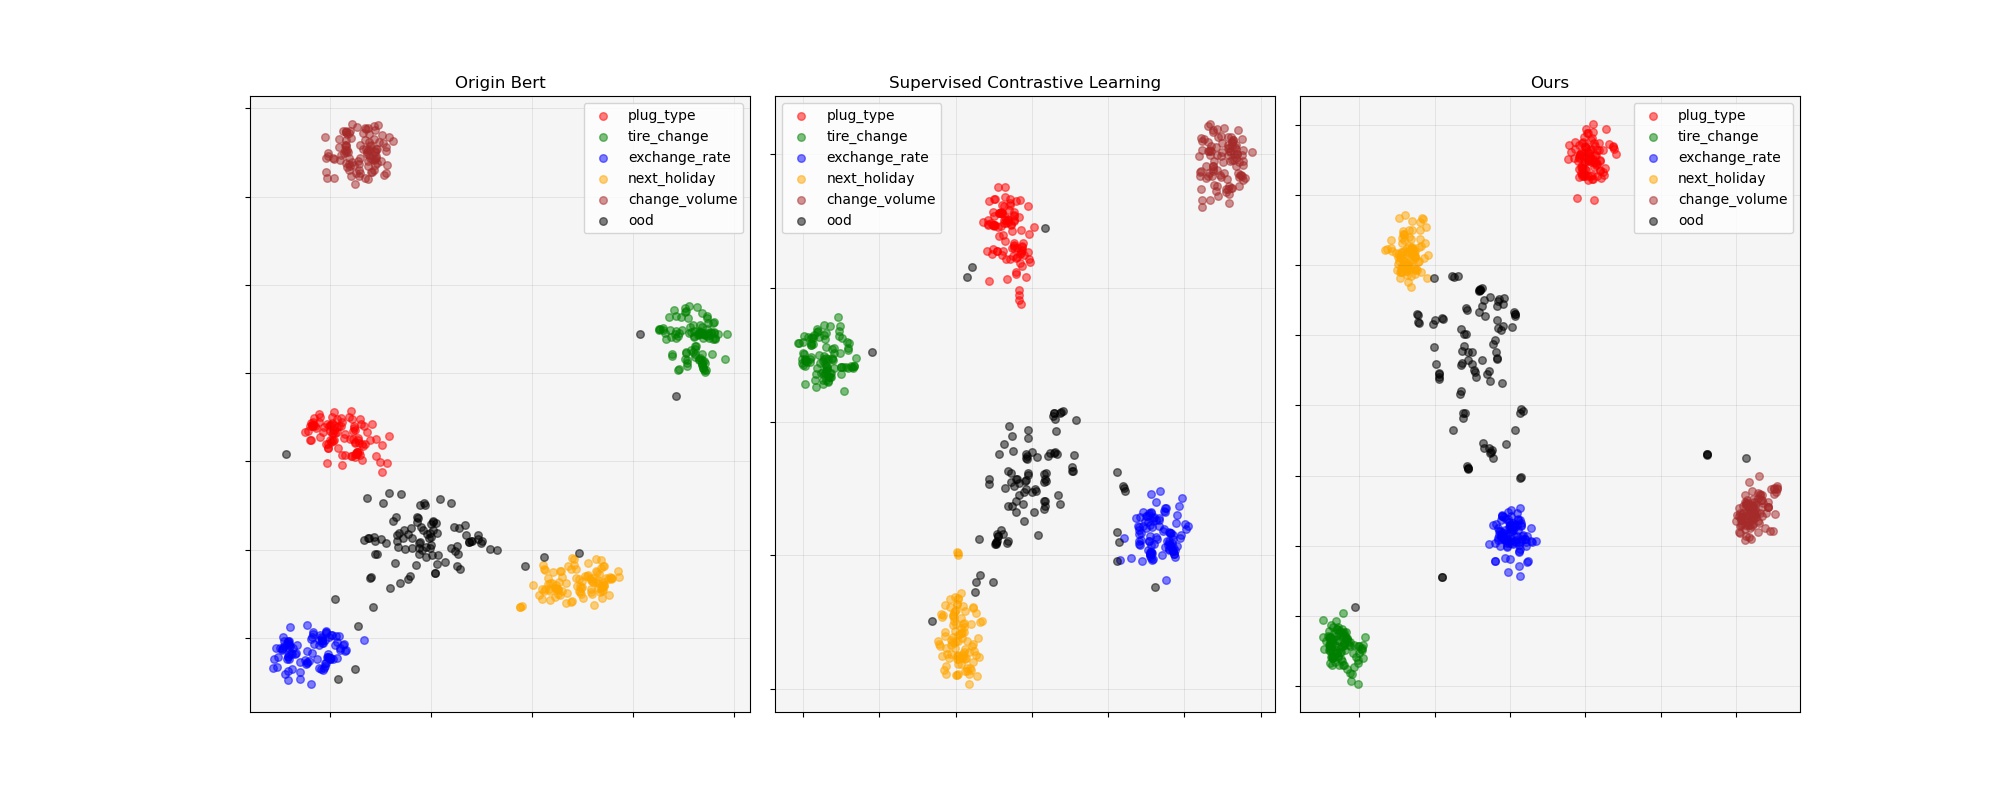 Origin Bert
plug_type
tire_change
exchange_rate
next_holiday
change_volume
ood
Supervised Contrastive Learning
plug_type
tire_change
exchange_rate
next_holiday
change_volume
ood
Ours
plug_type
tire_change
exchange_rate
next_holiday
change_volume
ood